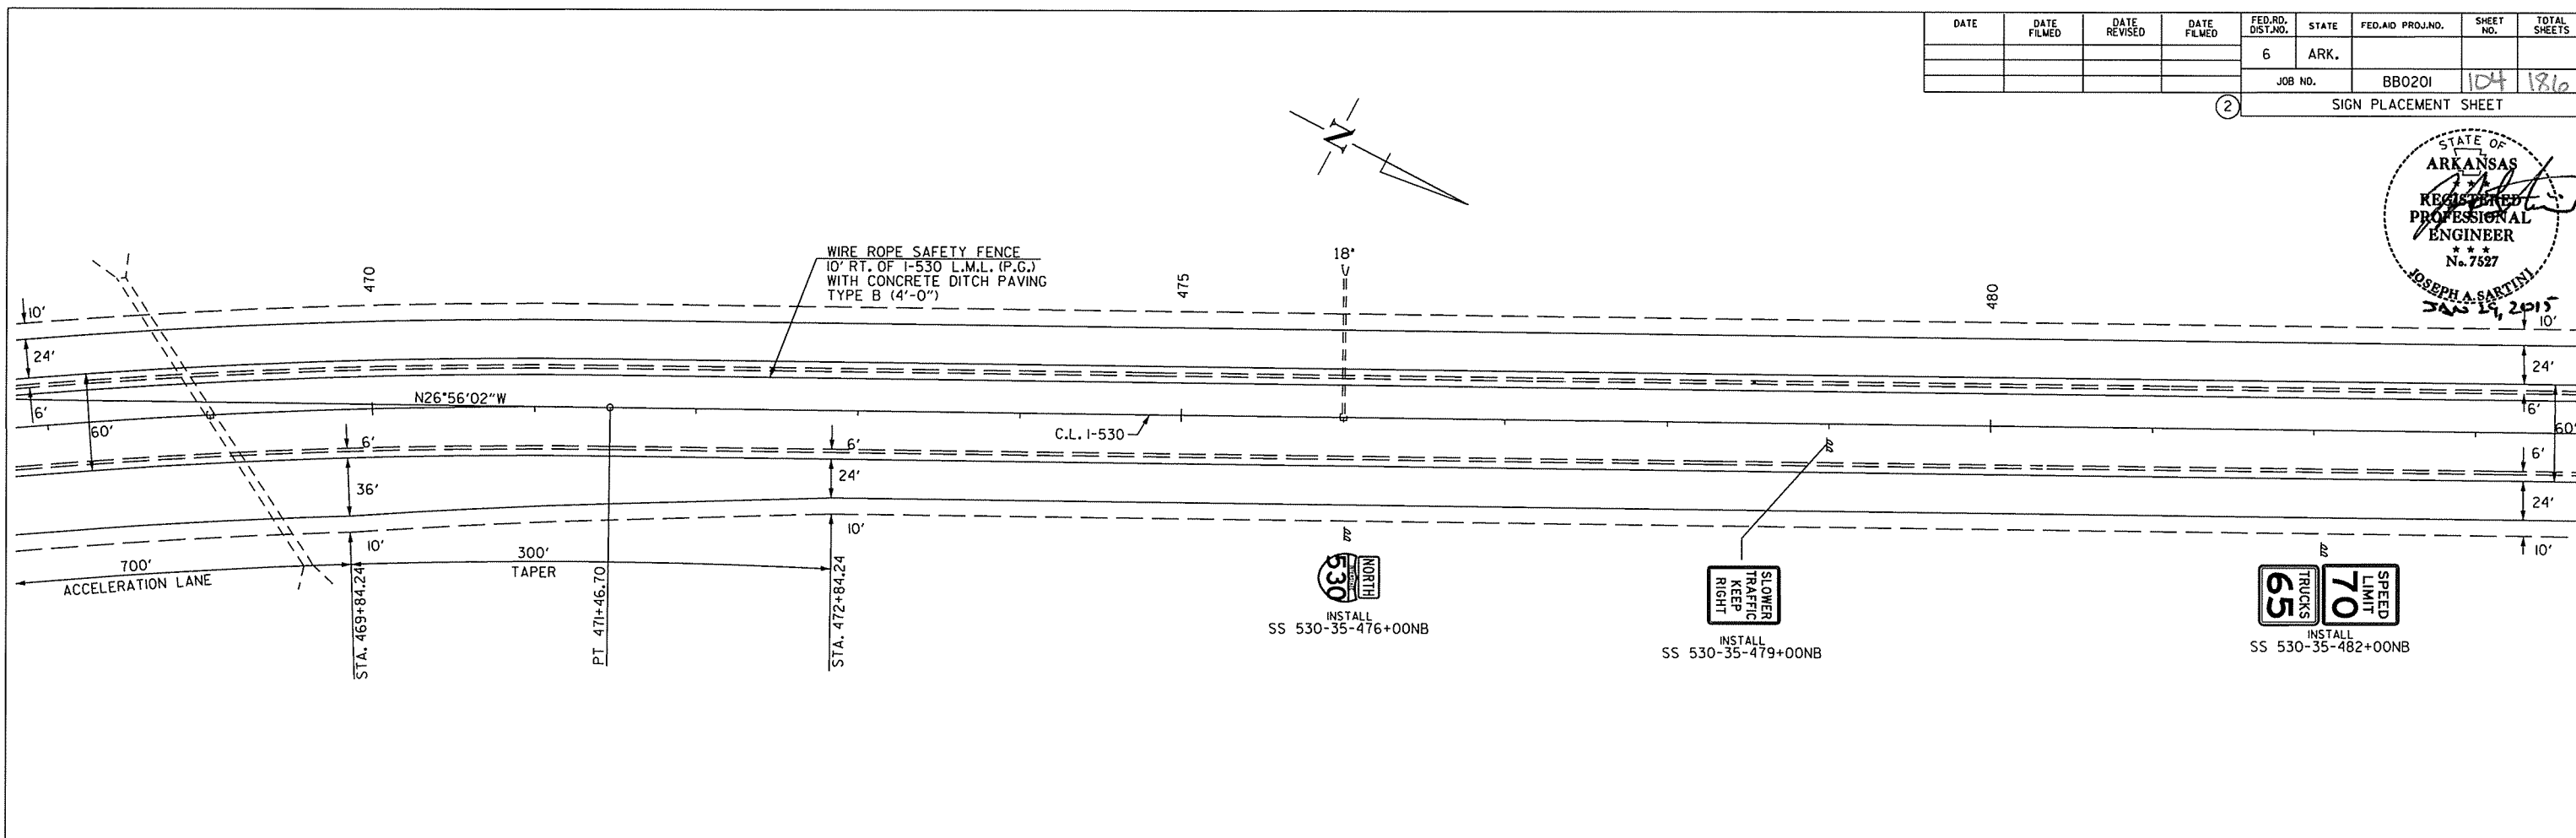 DATE
DATE FILMED
DATE REVISED
DATE FILMED
FED.RD. DIST.NO.
STATE
FED.AID PROJ.NO.
SHEET NO.
TOTAL SHEETS
6
ARK.
JOB NO.
BB0201
104
186
2
SIGN PLACEMENT SHEET
STATE OF
ARKANSAS
★ ★ ★
REGISTERED
PROFESSIONAL
ENGINEER
★ ★ ★
No. 7527
JOSEPH A. SARTINI
JAN 29, 2015
N
WIRE ROPE SAFETY FENCE
10' RT. OF I-530 L.M.L. (P.G.)
WITH CONCRETE DITCH PAVING
TYPE B (4'-0")
18"
470
475
480
10'
24'
6'
60'
N26°56'02"W
C.L. I-530
6'
36'
10'
6'
24'
10'
10'
24'
6'
60'
6'
24'
10'
700'
ACCELERATION LANE
300'
TAPER
STA. 469+84.24
PT 471+46.70
STA. 472+84.24
NORTH
INTERSTATE
530
INSTALL
SS 530-35-476+00NB
SLOWER
TRAFFIC
KEEP
RIGHT
INSTALL
SS 530-35-479+00NB
SPEED
LIMIT
70
TRUCKS
65
INSTALL
SS 530-35-482+00NB